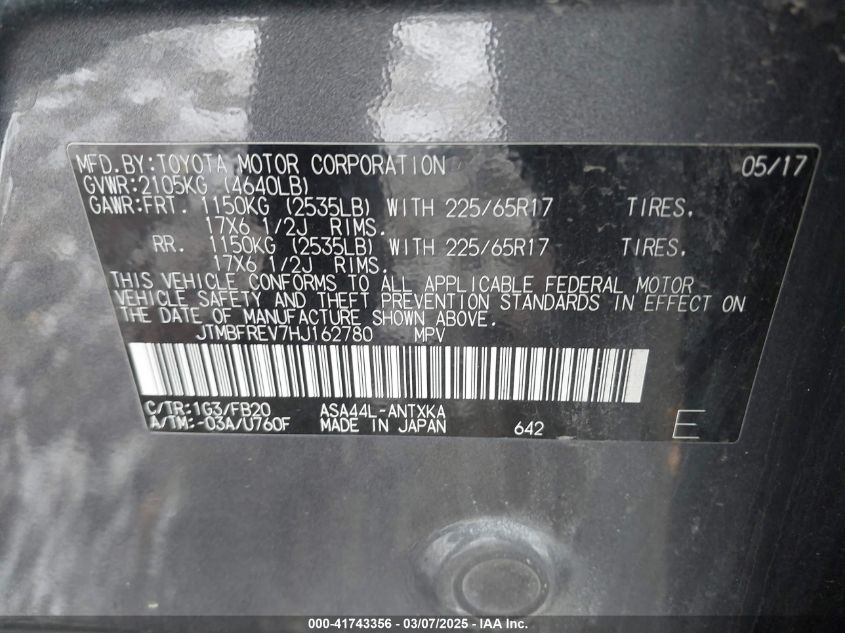 MFD.BY:TOYOTA MOTOR CORPORATION 05/17
GVWR:2105KG (4640LB)
GAWR:FRT. 1150KG (2535LB) WITH 225/65R17 TIRES,
17X6 1/2J RIMS.
RR. 1150KG (2535LB) WITH 225/65R17 TIRES,
17X6 1/2J RIMS.
THIS VEHICLE CONFORMS TO ALL APPLICABLE FEDERAL MOTOR
VEHICLE SAFETY AND THEFT PREVENTION STANDARDS IN EFFECT ON
THE DATE OF MANUFACTURE SHOWN ABOVE.
JTMBFREV7HJ162780 MPV
C/TR:1G3/FB20 ASA44L-ANTXKA
A/TM:-03A/U760F MADE IN JAPAN 642 E
000-41743356 — 03/07/2025 - IAA Inc.